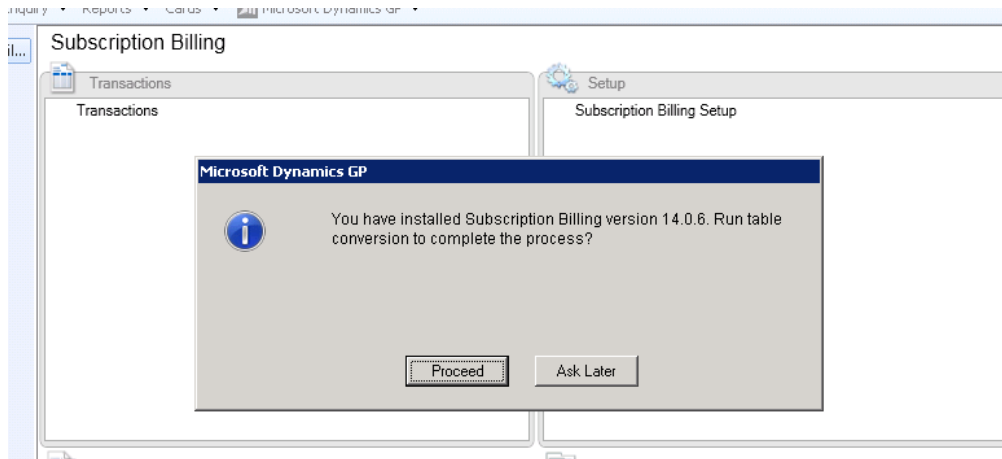 Reports Cards Microsoft Dynamics GP
il...
Subscription Billing
Transactions
Setup
Transactions
Subscription Billing Setup
Microsoft Dynamics GP
You have installed Subscription Billing version 14.0.6. Run table
conversion to complete the process?
Proceed
Ask Later